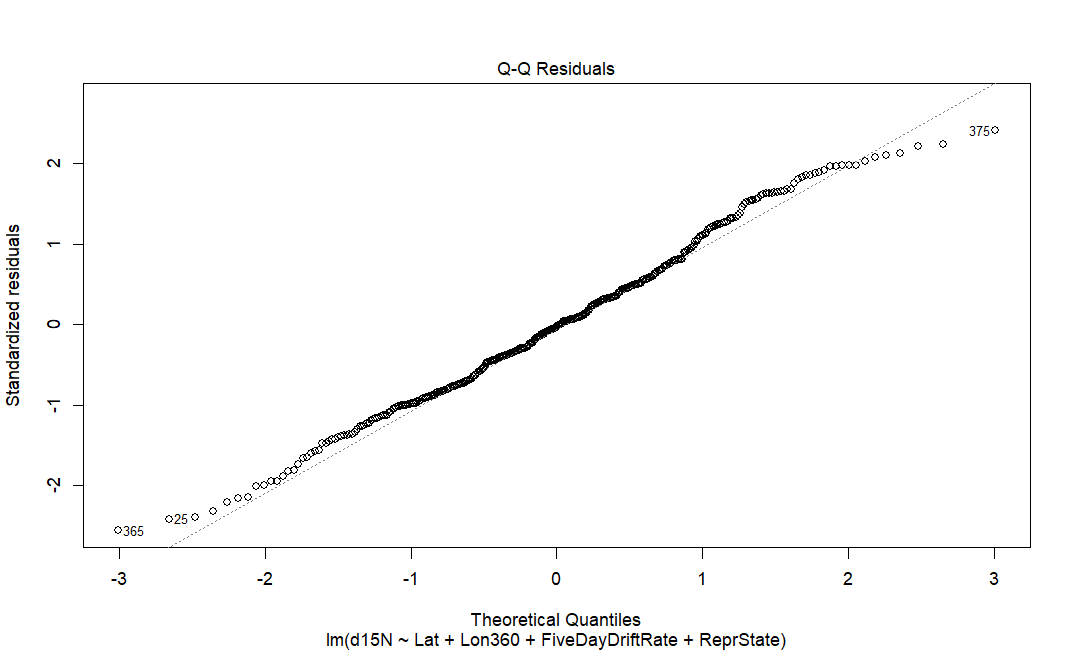 Q-Q Residuals
Standardized residuals
2
1
0
-1
-2
375
25
365
-3 -2 -1 0 1 2 3
Theoretical Quantiles
lm(d15N ~ Lat + Lon360 + FiveDayDriftRate + ReprState)